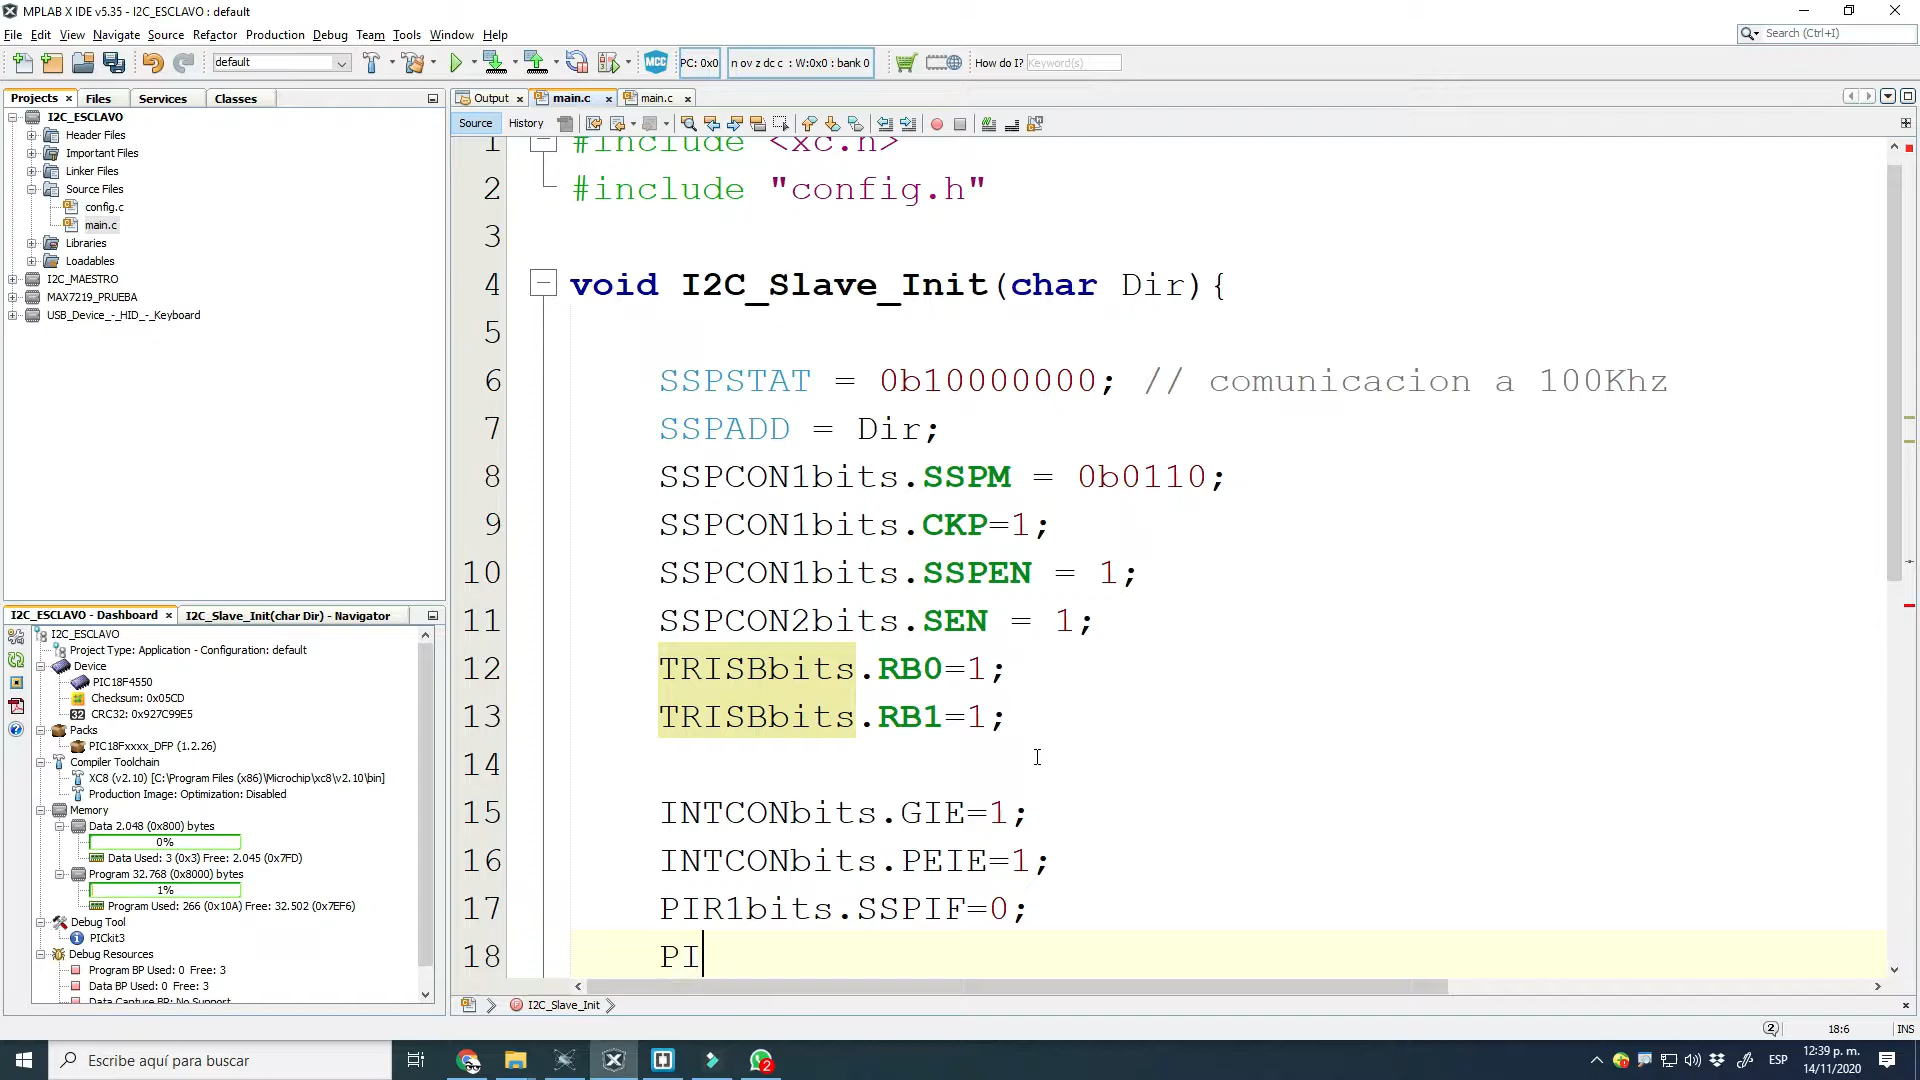 MPLAB X IDE v5.35 - I2C_ESCLAVO : default
File Edit View Navigate Source Refactor Production Debug Team Tools Window Help
Search (Ctrl+I)
default
MCC
PC: 0x0
n ov z dc c : W:0x0 : bank 0
How do I? Keyword(s)
Projects Files Services Classes
Output main.c main.c
Source History
I2C_ESCLAVO
Header Files
Important Files
Linker Files
Source Files
config.c
main.c
Libraries
Loadables
I2C_MAESTRO
MAX7219_PRUEBA
USB_Device_-_HID_-_Keyboard
1 #include <xc.h>
2 #include "config.h"
3
4 void I2C_Slave_Init(char Dir){
5
6 SSPSTAT = 0b10000000; // comunicacion a 100Khz
7 SSPADD = Dir;
8 SSPCON1bits.SSPM = 0b0110;
9 SSPCON1bits.CKP=1;
10 SSPCON1bits.SSPEN = 1;
11 SSPCON2bits.SEN = 1;
12 TRISBbits.RB0=1;
13 TRISBbits.RB1=1;
14
15 INTCONbits.GIE=1;
16 INTCONbits.PEIE=1;
17 PIR1bits.SSPIF=0;
18 PI
I2C_ESCLAVO - Dashboard I2C_Slave_Init(char Dir) - Navigator
I2C_ESCLAVO
Project Type: Application - Configuration: default
Device
PIC18F4550
Checksum: 0x05CD
CRC32: 0x927C99E5
Packs
PIC18Fxxxx_DFP (1.2.26)
Compiler Toolchain
XC8 (v2.10) [C:\Program Files (x86)\Microchip\xc8\v2.10\bin]
Production Image: Optimization: Disabled
Memory
Data 2.048 (0x800) bytes
0%
Data Used: 3 (0x3) Free: 2.045 (0x7FD)
Program 32.768 (0x8000) bytes
1%
Program Used: 266 (0x10A) Free: 32.502 (0x7EF6)
Debug Tool
PICkit3
Debug Resources
Program BP Used: 0 Free: 3
Data BP Used: 0 Free: 3
Data Capture BP: No Support
I2C_Slave_Init
2
18:6
INS
Escribe aquí para buscar
2
ESP
12:39 p. m.
14/11/2020